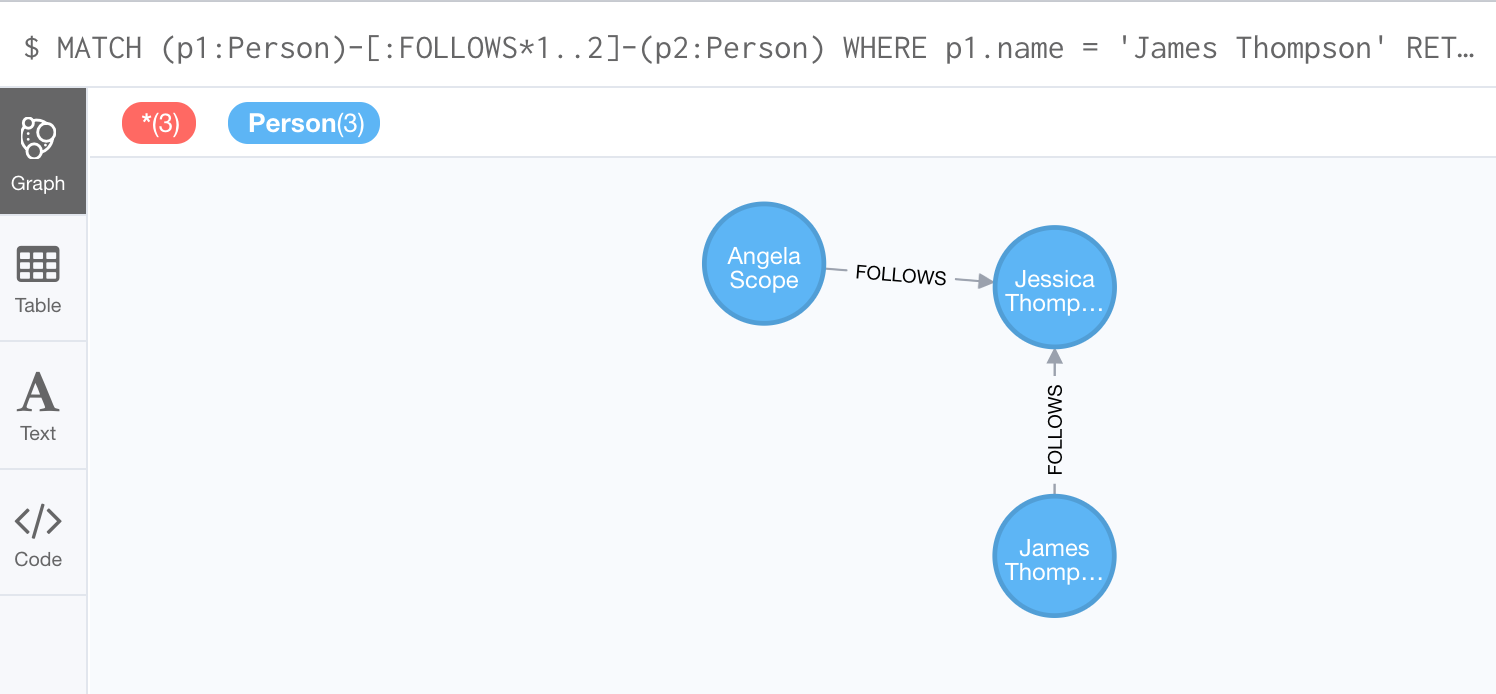 $ MATCH (p1:Person)-[:FOLLOWS*1..2]-(p2:Person) WHERE p1.name = 'James Thompson' RET…
*(3) Person(3)
Graph
Table
Text
Code
Angela
Scope
FOLLOWS
Jessica
Thomp…
FOLLOWS
James
Thomp…